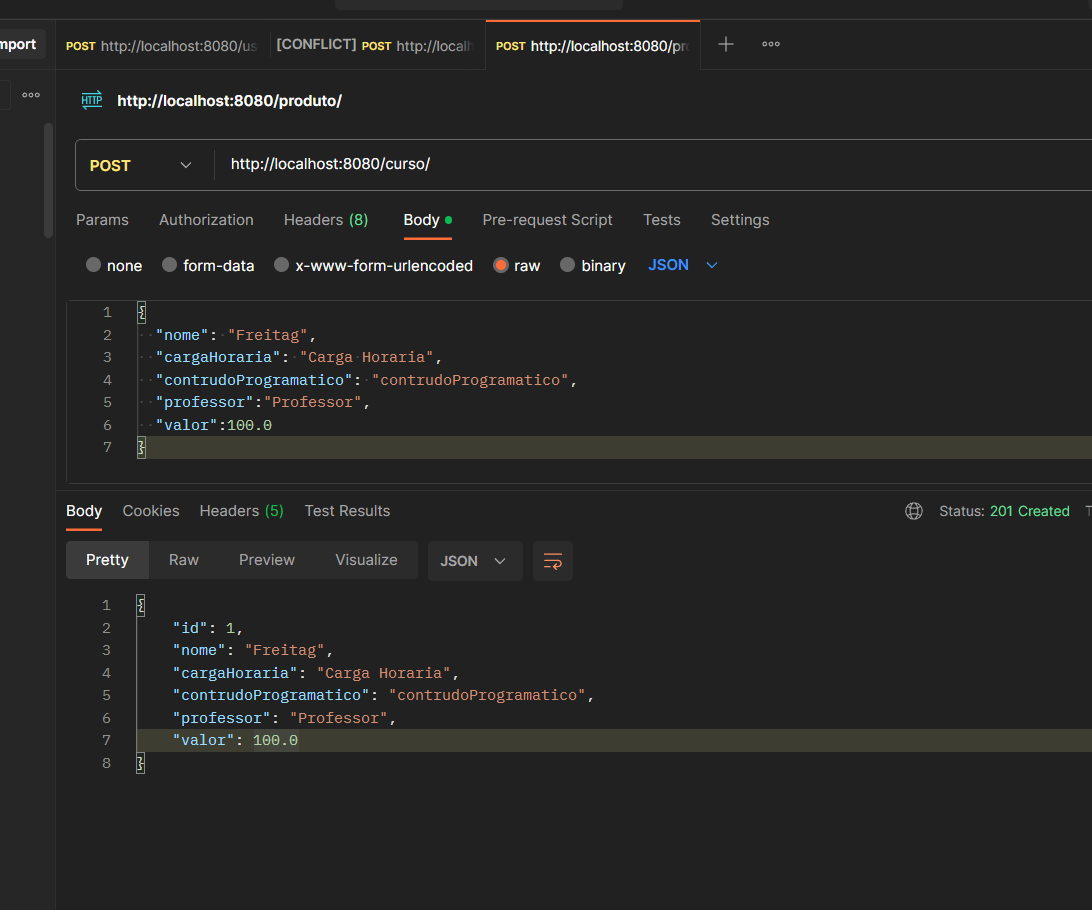 mport
POST http://localhost:8080/us
[CONFLICT] POST http://localh
POST http://localhost:8080/pro
HTTP http://localhost:8080/produto/
POST http://localhost:8080/curso/
Params Authorization Headers (8) Body Pre-request Script Tests Settings
none form-data x-www-form-urlencoded raw binary JSON
1 {
2 "nome": "Freitag",
3 "cargaHoraria": "Carga Horaria",
4 "contrudoProgramatico": "contrudoProgramatico",
5 "professor":"Professor",
6 "valor":100.0
7 }
Body Cookies Headers (5) Test Results Status: 201 Created T
Pretty Raw Preview Visualize JSON
1 {
2 "id": 1,
3 "nome": "Freitag",
4 "cargaHoraria": "Carga Horaria",
5 "contrudoProgramatico": "contrudoProgramatico",
6 "professor": "Professor",
7 "valor": 100.0
8 }